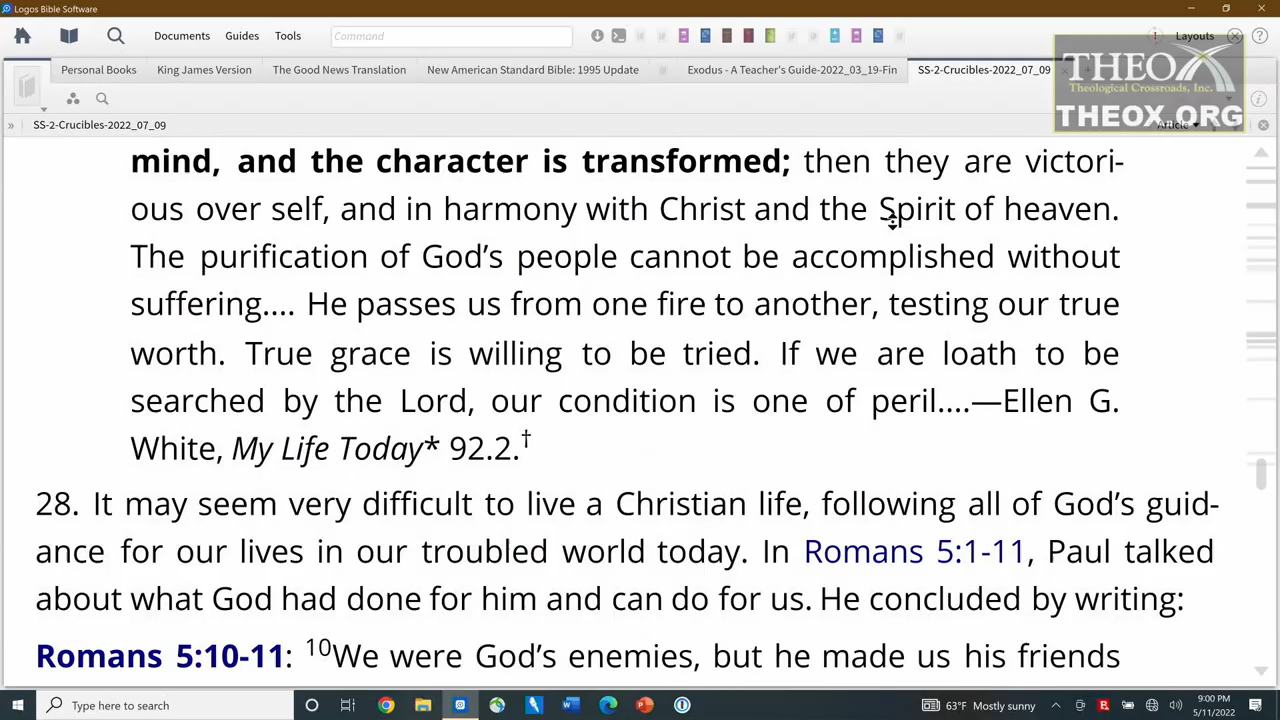 Logos Bible Software
Documents Guides Tools Command Layouts
Personal Books King James Version The Good News Translation New American Standard Bible: 1995 Update Exodus - A Teacher's Guide-2022_03_19-Fin SS-2-Crucibles-2022_07_09
THEOX
Theological Crossroads, Inc.
THEOX.ORG
SS-2-Crucibles-2022_07_09 Article
mind, and the character is transformed; then they are victori-
ous over self, and in harmony with Christ and the Spirit of heaven.
The purification of God's people cannot be accomplished without
suffering.... He passes us from one fire to another, testing our true
worth. True grace is willing to be tried. If we are loath to be
searched by the Lord, our condition is one of peril....—Ellen G.
White, My Life Today* 92.2.†
28. It may seem very difficult to live a Christian life, following all of God's guid-
ance for our lives in our troubled world today. In Romans 5:1-11, Paul talked
about what God had done for him and can do for us. He concluded by writing:
Romans 5:10-11: 10We were God's enemies, but he made us his friends
Type here to search 63°F Mostly sunny 9:00 PM
5/11/2022